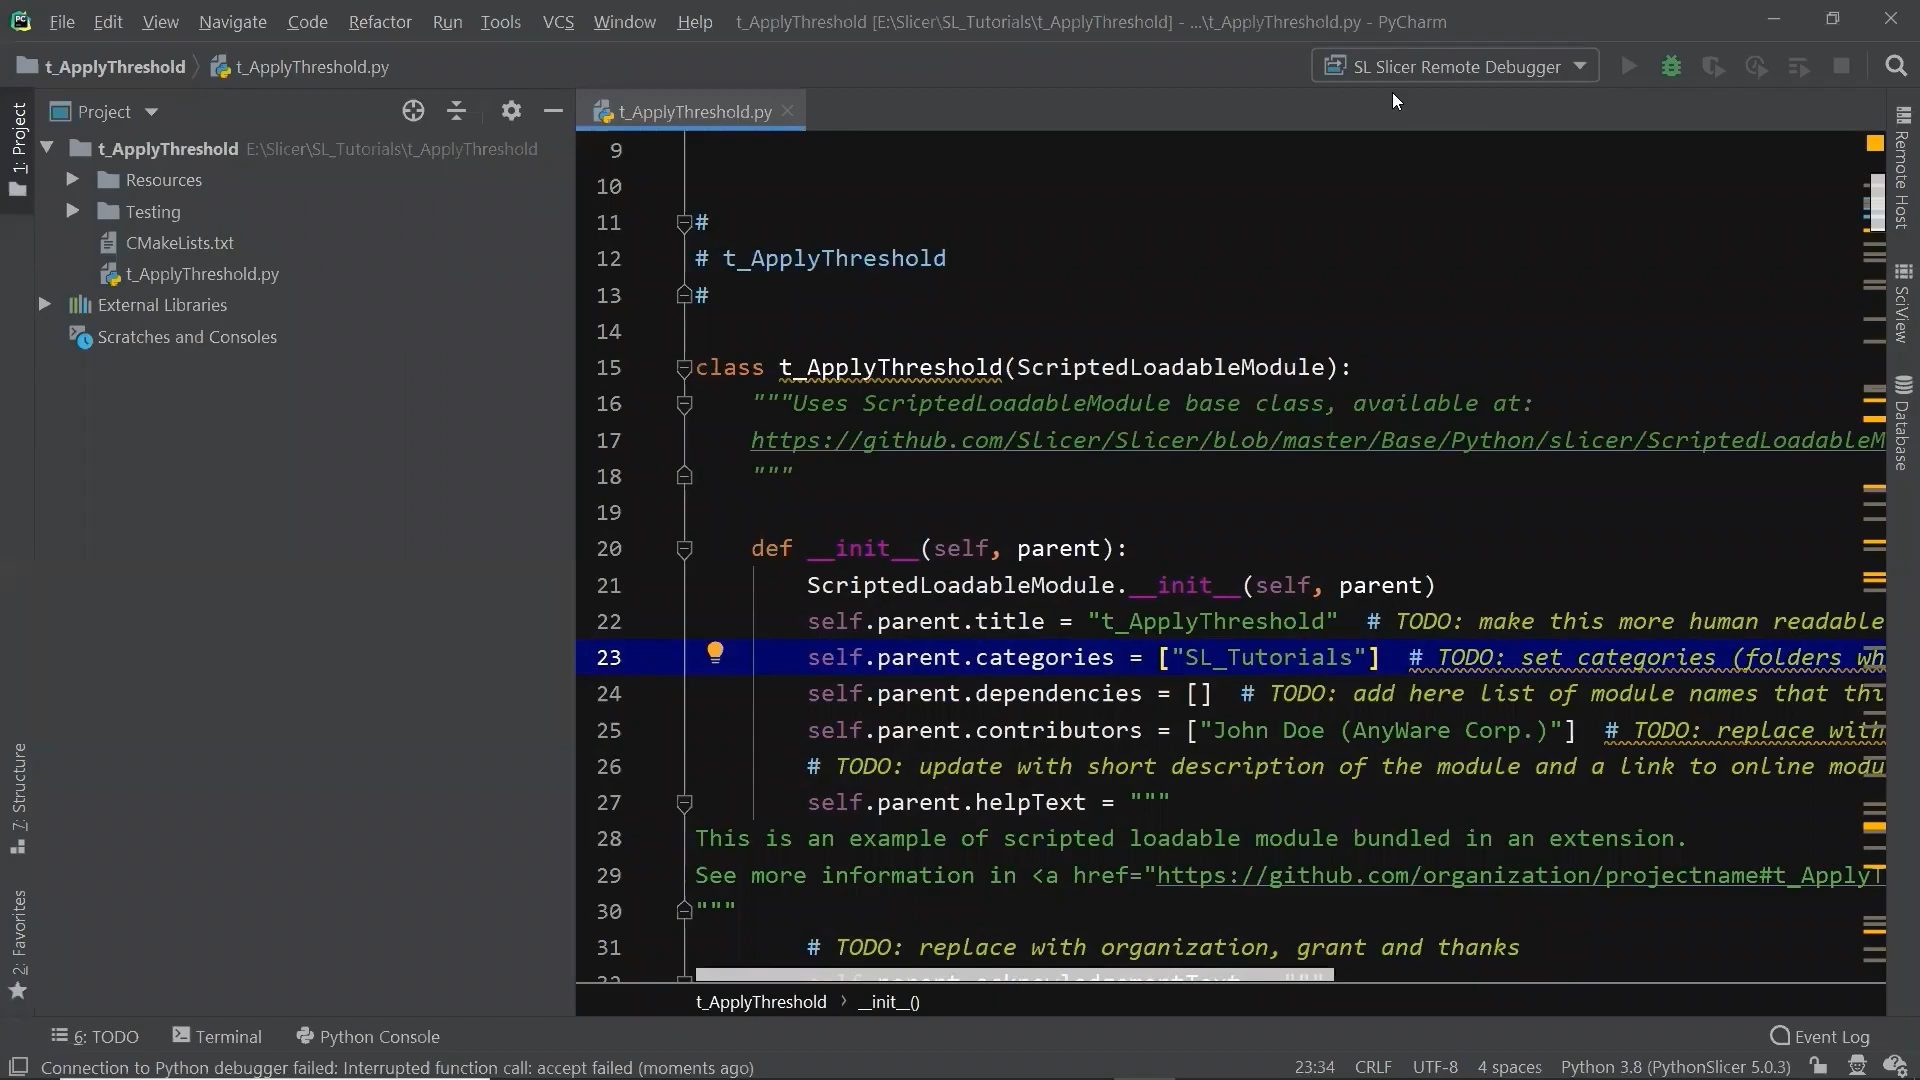 File Edit View Navigate Code Refactor Run Tools VCS Window Help t_ApplyThreshold [E:\Slicer\SL_Tutorials\t_ApplyThreshold] - ...\t_ApplyThreshold.py - PyCharm
t_ApplyThreshold t_ApplyThreshold.py SL Slicer Remote Debugger
Project t_ApplyThreshold.py
t_ApplyThreshold E:\Slicer\SL_Tutorials\t_ApplyThreshold
Resources
Testing
CMakeLists.txt
t_ApplyThreshold.py
External Libraries
Scratches and Consoles
1: Project
7: Structure
2: Favorites
9
10
11 #
12 # t_ApplyThreshold
13 #
14
15 class t_ApplyThreshold(ScriptedLoadableModule):
16 """Uses ScriptedLoadableModule base class, available at:
17 https://github.com/Slicer/Slicer/blob/master/Base/Python/slicer/ScriptedLoadableM
18 """
19
20 def __init__(self, parent):
21 ScriptedLoadableModule.__init__(self, parent)
22 self.parent.title = "t_ApplyThreshold" # TODO: make this more human readable
23 self.parent.categories = ["SL_Tutorials"] # TODO: set categories (folders wh
24 self.parent.dependencies = [] # TODO: add here list of module names that thi
25 self.parent.contributors = ["John Doe (AnyWare Corp.)"] # TODO: replace with
26 # TODO: update with short description of the module and a link to online modu
27 self.parent.helpText = """
28 This is an example of scripted loadable module bundled in an extension.
29 See more information in <a href="https://github.com/organization/projectname#t_ApplyT
30 """
31 # TODO: replace with organization, grant and thanks
t_ApplyThreshold › __init__()
Remote Host
SciView
Database
6: TODO Terminal Python Console Event Log
Connection to Python debugger failed: Interrupted function call: accept failed (moments ago) 23:34 CRLF UTF-8 4 spaces Python 3.8 (PythonSlicer 5.0.3)